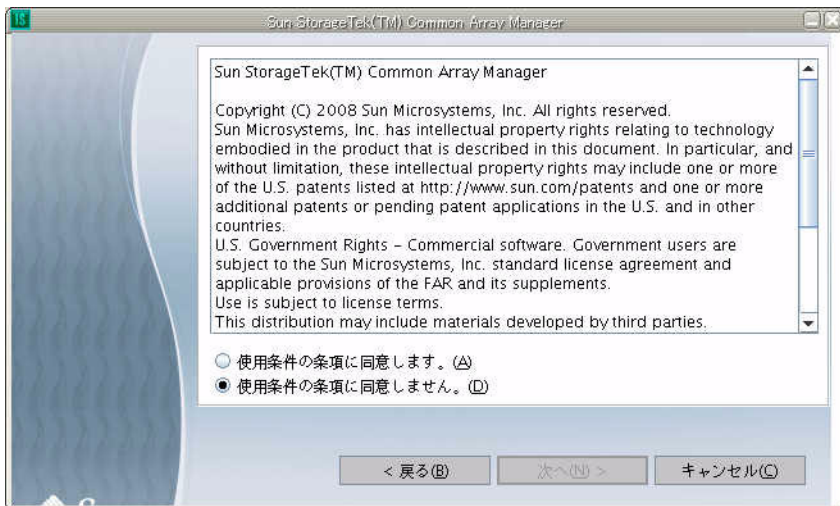 Sun StorageTek(TM) Common Array Manager
Sun StorageTek(TM) Common Array Manager
Copyright (C) 2008 Sun Microsystems, Inc. All rights reserved.
Sun Microsystems, Inc. has intellectual property rights relating to technology
embodied in the product that is described in this document. In particular, and
without limitation, these intellectual property rights may include one or more
of the U.S. patents listed at http://www.sun.com/patents and one or more
additional patents or pending patent applications in the U.S. and in other
countries.
U.S. Government Rights – Commercial software. Government users are
subject to the Sun Microsystems, Inc. standard license agreement and
applicable provisions of the FAR and its supplements.
Use is subject to license terms.
This distribution may include materials developed by third parties.
使用条件の条項に同意します。(A)
使用条件の条項に同意しません。(D)
< 戻る(B)
次へ(N) >
キャンセル(C)